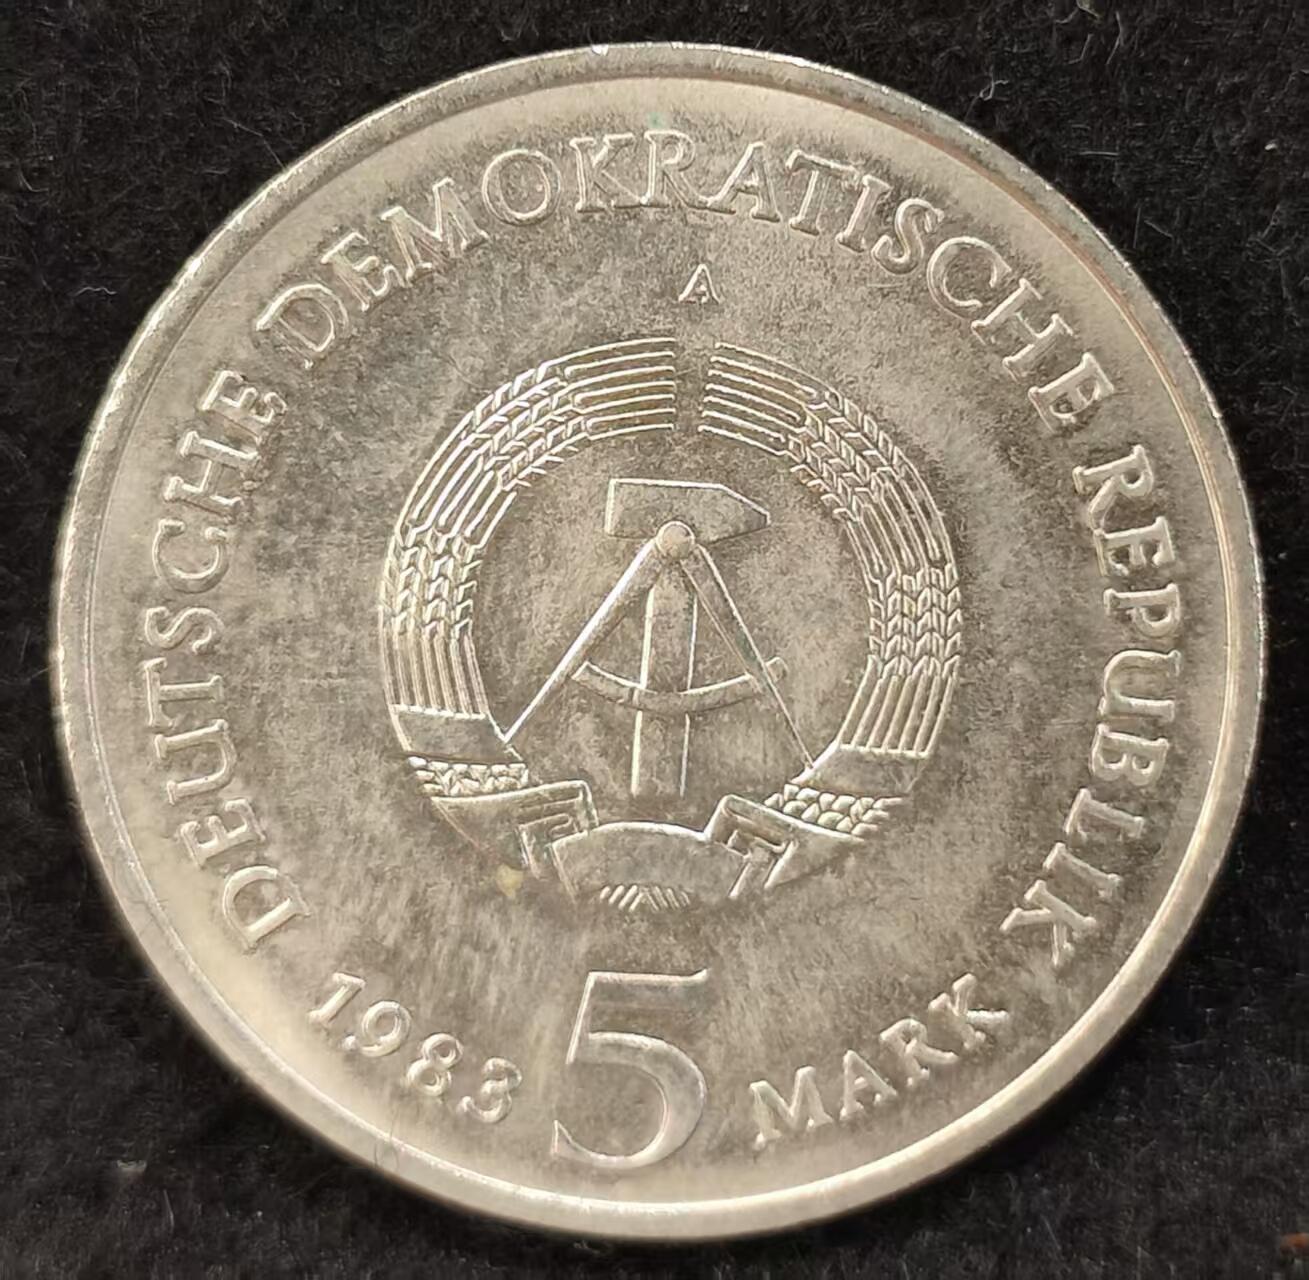 DEUTSCHE DEMOKRATISCHE REPUBLIK
A
1983 5 MARK